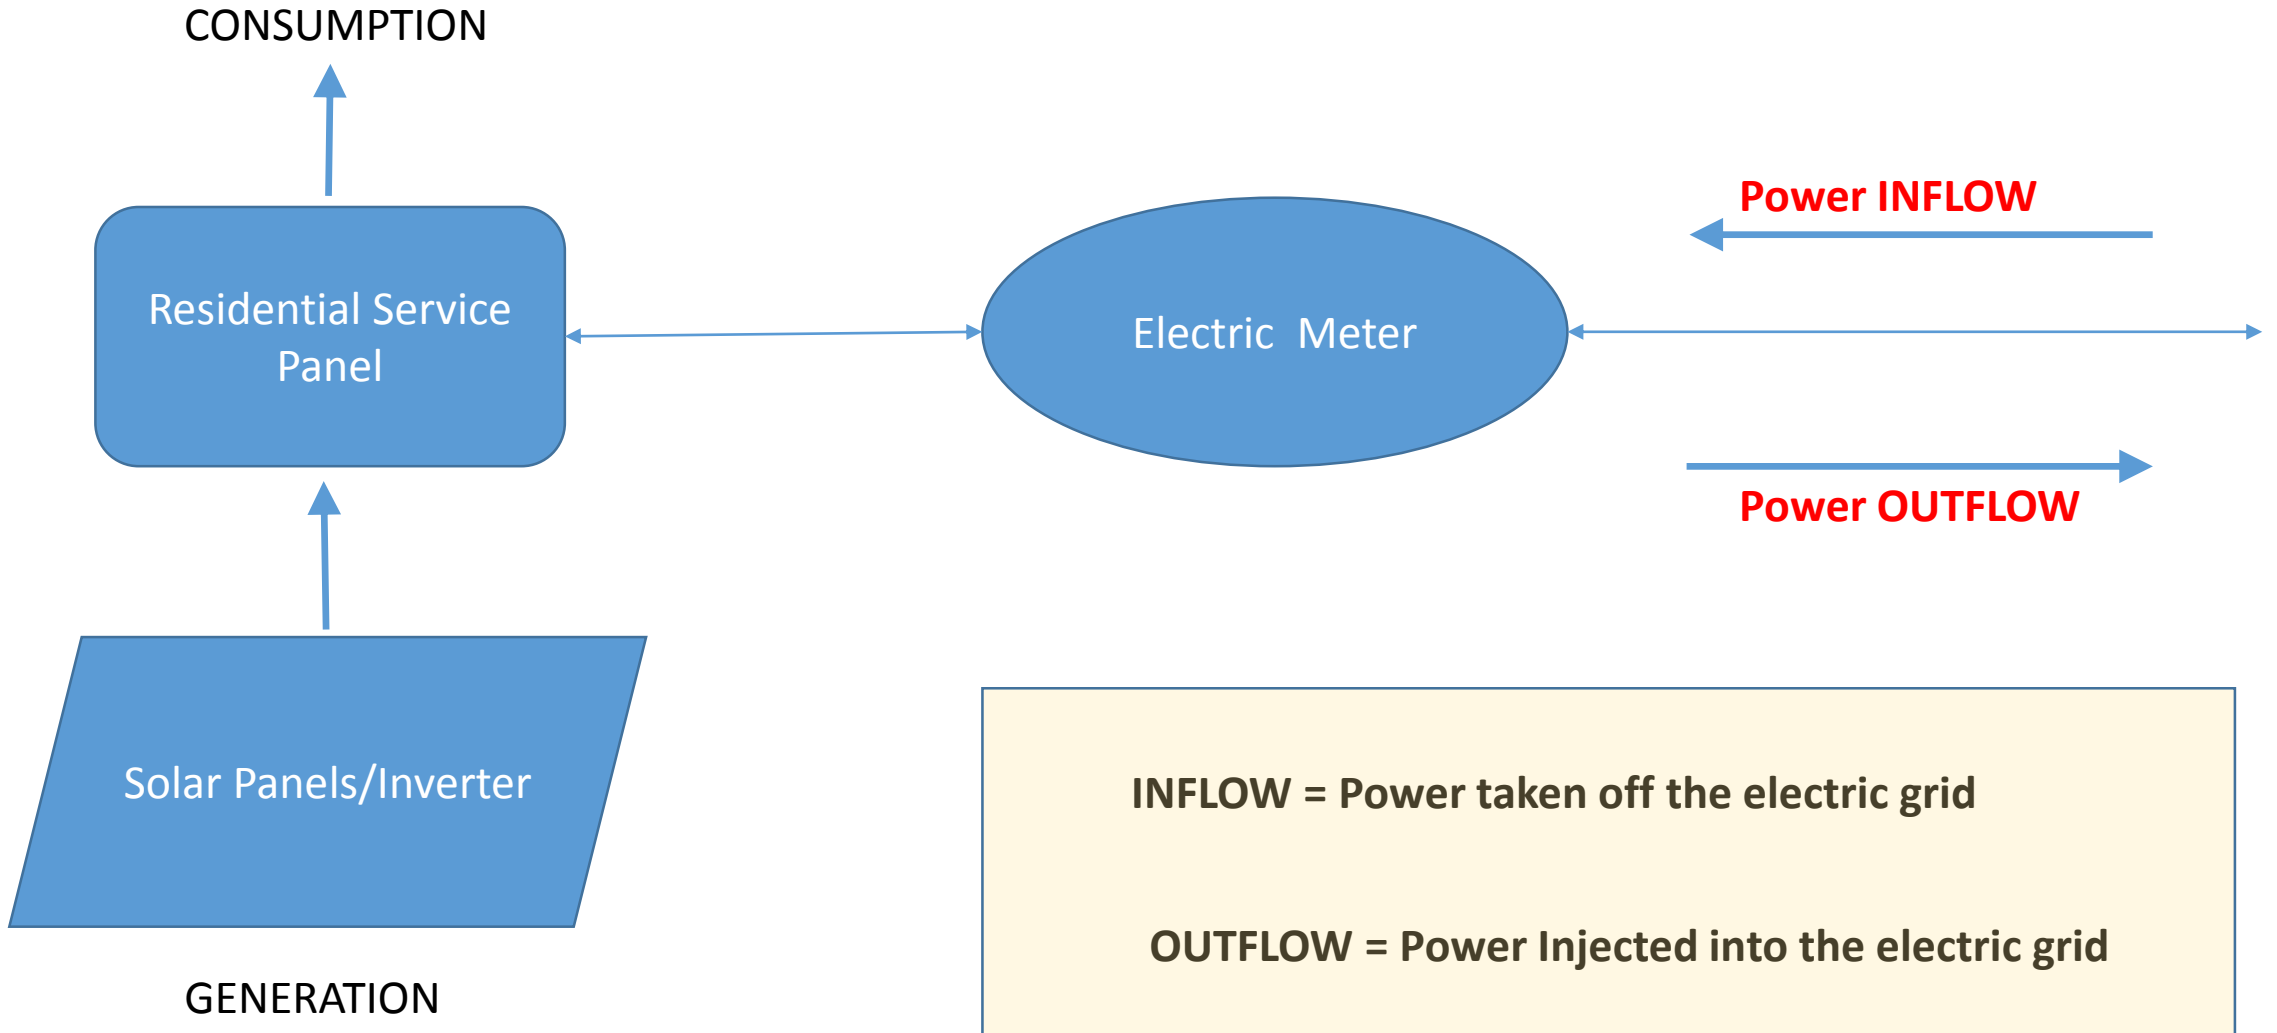 CONSUMPTION
Power INFLOW
Residential Service
Panel
Electric  Meter
Power OUTFLOW
Solar Panels/Inverter
INFLOW = Power taken off the electric grid
OUTFLOW = Power Injected into the electric grid
GENERATION